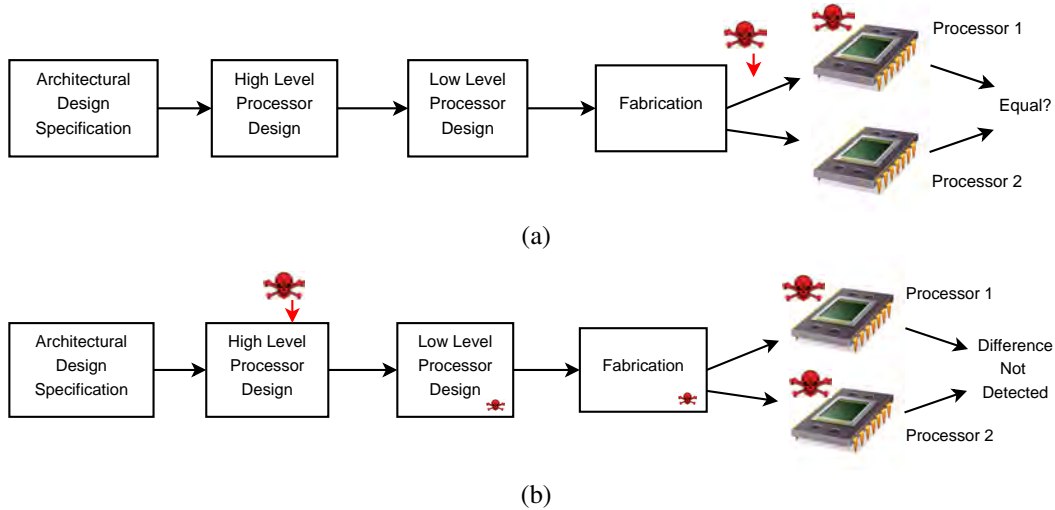 Architectural
Design
Specification
High Level
Processor
Design
Low Level
Processor
Design
Fabrication
Processor 1
Equal?
Processor 2
(a)
Architectural
Design
Specification
High Level
Processor
Design
Low Level
Processor
Design
Fabrication
Processor 1
Difference
Not
Detected
Processor 2
(b)